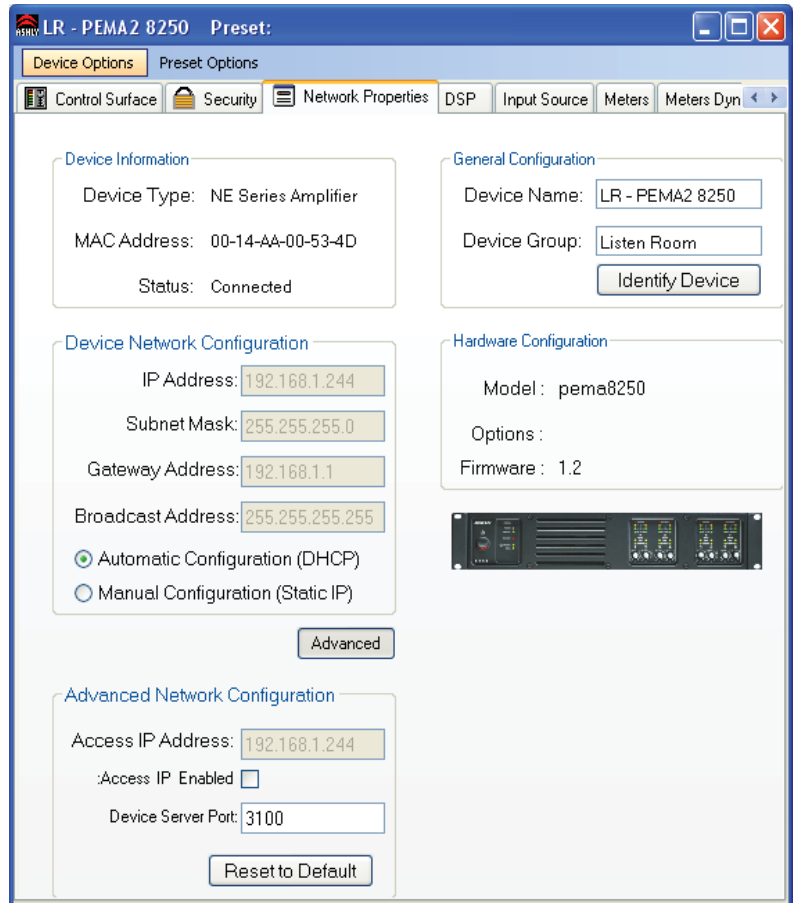 ASHLY LR - PEMA2 8250 Preset:
Device Options Preset Options
Control Surface Security Network Properties DSP Input Source Meters Meters Dyn
Device Information
Device Type: NE Series Amplifier
MAC Address: 00-14-AA-00-53-4D
Status: Connected
General Configuration
Device Name: LR - PEMA2 8250
Device Group: Listen Room
Identify Device
Device Network Configuration
IP Address: 192.168.1.244
Subnet Mask: 255.255.255.0
Gateway Address: 192.168.1.1
Broadcast Address: 255.255.255.255
Automatic Configuration (DHCP)
Manual Configuration (Static IP)
Advanced
Hardware Configuration
Model : pema8250
Options :
Firmware : 1.2
Advanced Network Configuration
Access IP Address: 192.168.1.244
:Access IP Enabled
Device Server Port: 3100
Reset to Default